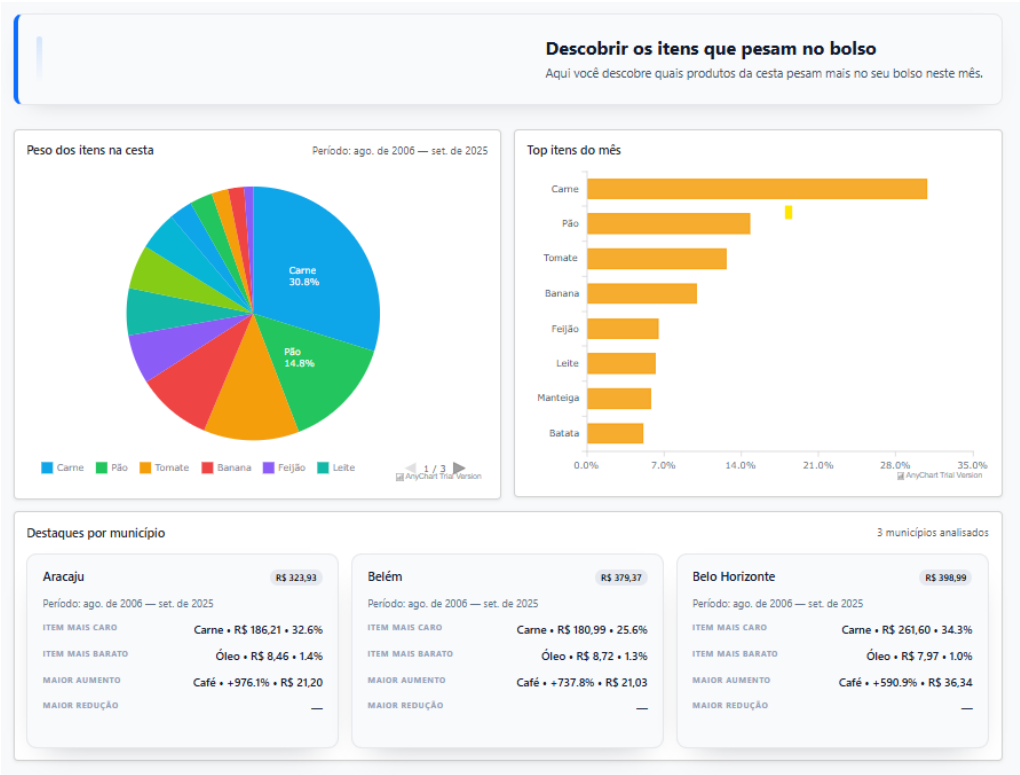 Descobrir os itens que pesam no bolso
Aqui você descobre quais produtos da cesta pesam mais no seu bolso neste mês.
Peso dos itens na cesta
Período: ago. de 2006 — set. de 2025
Carne
30.8%
Pão
14.8%
Carne Pão Tomate Banana Feijão Leite
1 / 3
AnyChart Trial Version
Top itens do mês
Carne
Pão
Tomate
Banana
Feijão
Leite
Manteiga
Batata
0.0% 7.0% 14.0% 21.0% 28.0% 35.0%
AnyChart Trial Version
Destaques por município
3 municípios analisados
Aracaju R$ 323,93
Período: ago. de 2006 — set. de 2025
ITEM MAIS CARO Carne • R$ 186,21 • 32.6%
ITEM MAIS BARATO Óleo • R$ 8,46 • 1.4%
MAIOR AUMENTO Café • +976.1% • R$ 21,20
MAIOR REDUÇÃO —
Belém R$ 379,37
Período: ago. de 2006 — set. de 2025
ITEM MAIS CARO Carne • R$ 180,99 • 25.6%
ITEM MAIS BARATO Óleo • R$ 8,72 • 1.3%
MAIOR AUMENTO Café • +737.8% • R$ 21,03
MAIOR REDUÇÃO —
Belo Horizonte R$ 398,99
Período: ago. de 2006 — set. de 2025
ITEM MAIS CARO Carne • R$ 261,60 • 34.3%
ITEM MAIS BARATO Óleo • R$ 7,97 • 1.0%
MAIOR AUMENTO Café • +590.9% • R$ 36,34
MAIOR REDUÇÃO —